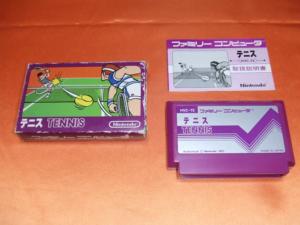 テニス TENNIS
Nintendo
ファミリー コンピュータ
テニス
取扱説明書
Nintendo
ファミリー コンピュータ
テニス
TENNIS